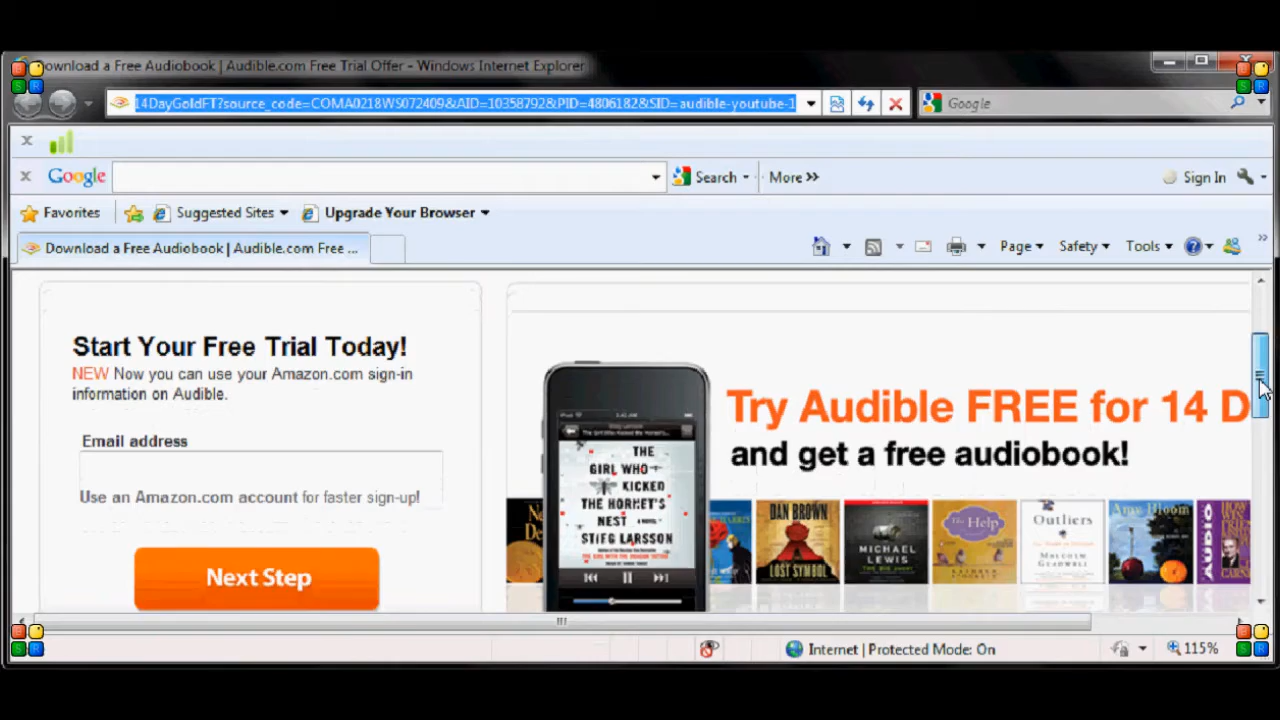 ownload a Free Audiobook | Audible.com Free Trial Offer - Windows Internet Explorer
14DayGoldFT?source_code=COMA0218WS072409&AID=10358792&PID=4806182&SID=audible-youtube-1
Google
Google
Search
More »
Sign In
Favorites
Suggested Sites
Upgrade Your Browser
Download a Free Audiobook | Audible.com Free ...
Page
Safety
Tools
Start Your Free Trial Today!
NEW Now you can use your Amazon.com sign-in
information on Audible.
Email address
Use an Amazon.com account for faster sign-up!
Next Step
Try Audible FREE for 14 D
and get a free audiobook!
THE
GIRL WHO
KICKED
THE HORNET'S
NEST A NOVEL
STIEG LARSSON
DAN BROWN
LOST SYMBOL
MICHAEL
LEWIS
THE BIG SHORT
The Help
Outliers
MALCOLM
GLADWELL
Amy Bloom
AUDIO
Internet | Protected Mode: On
115%
S
R
S
R
S
R
S
R